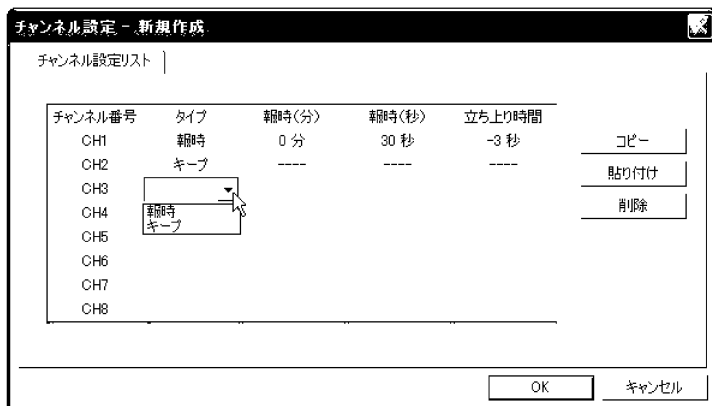 チャンネル設定 - 新規作成
チャンネル設定リスト
チャンネル番号 タイプ 報時(分) 報時(秒) 立ち上り時間
CH1 報時 0 分 30 秒 -3 秒
CH2 キープ ---- ---- ----
CH3
CH4
CH5
CH6
CH7
CH8
報時
キープ
コピー
貼り付け
削除
OK キャンセル